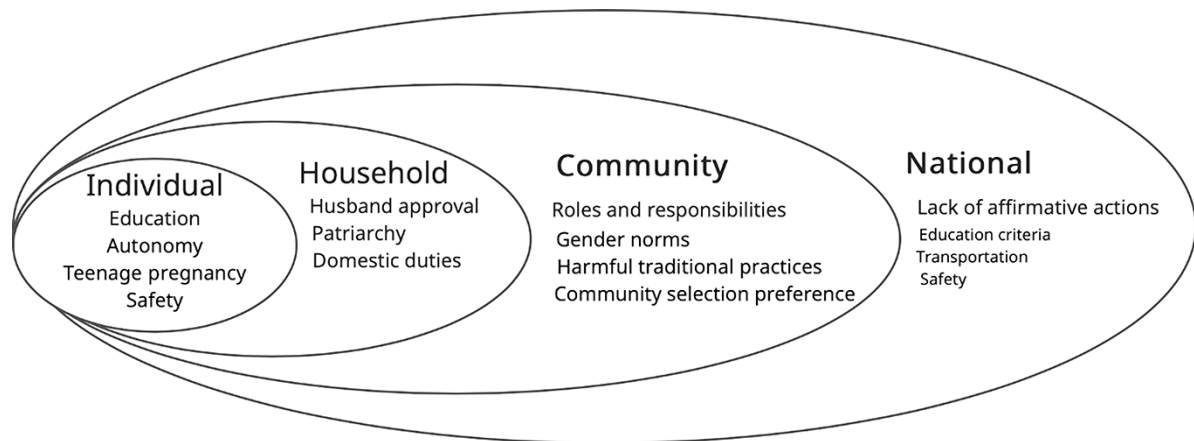 Individual
Education
Autonomy
Teenage pregnancy
Safety
Household
Husband approval
Patriarchy
Domestic duties
Community
Roles and responsibilities
Gender norms
Harmful traditional practices
Community selection preference
National
Lack of affirmative actions
Education criteria
Transportation
Safety